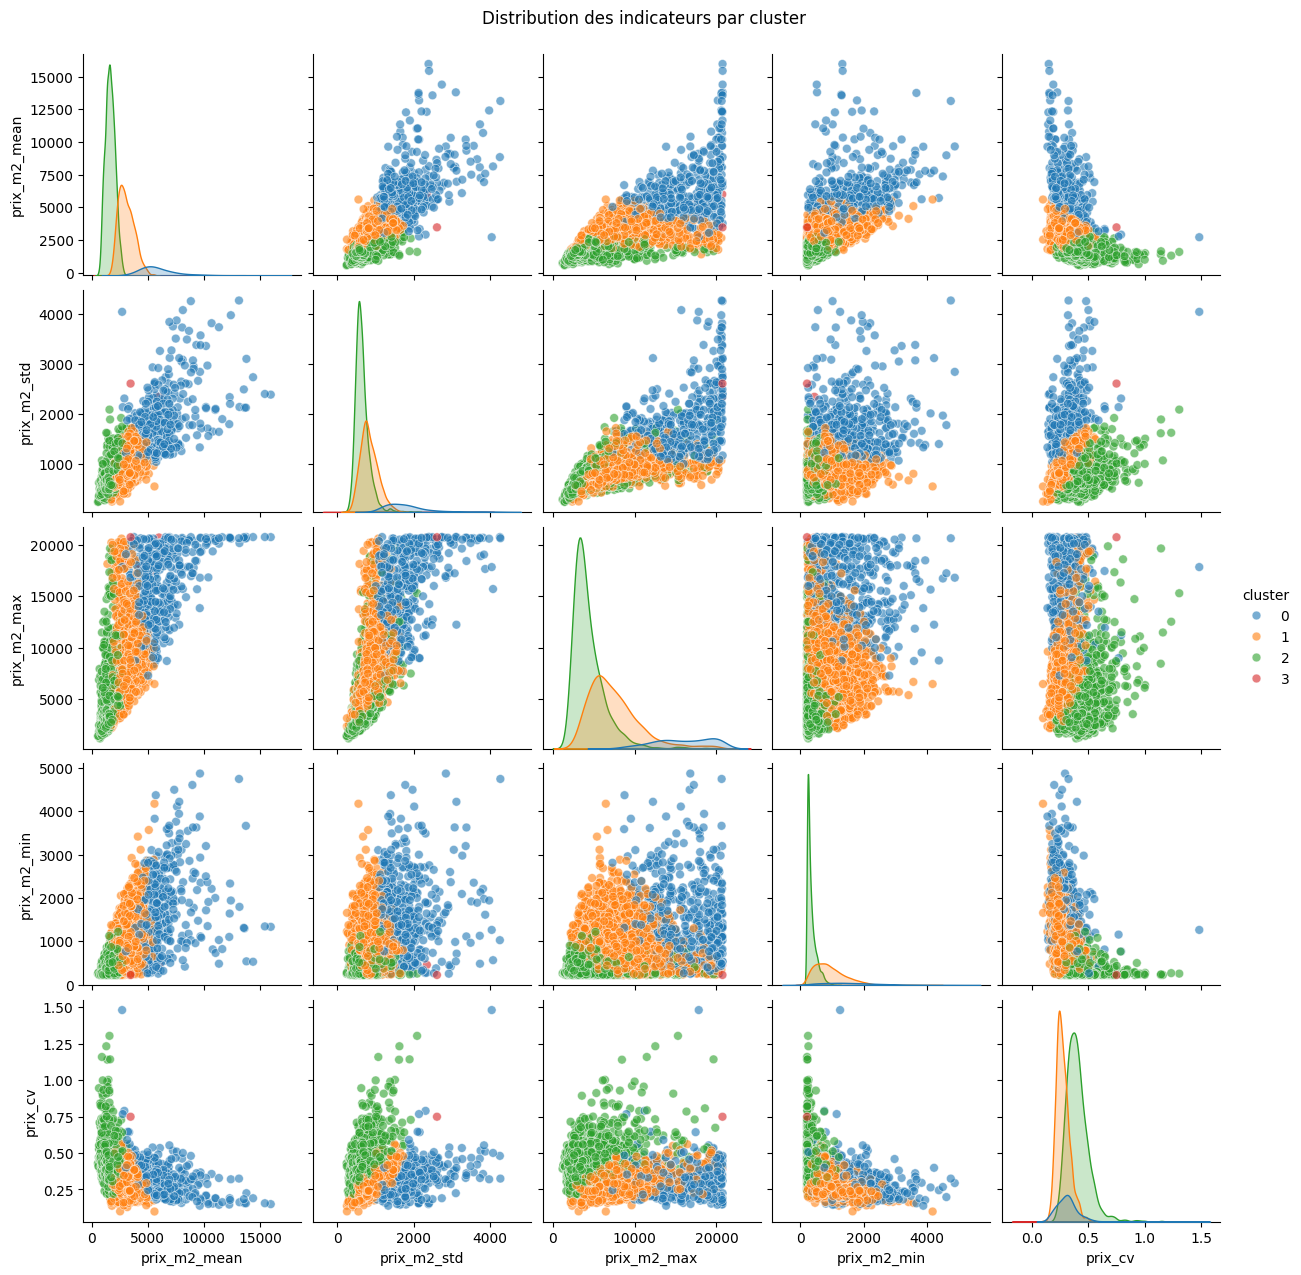 Distribution des indicateurs par cluster
prix_m2_mean
15000
12500
10000
7500
5000
2500
0
prix_m2_std
4000
3000
2000
1000
prix_m2_max
20000
15000
10000
5000
cluster
0
1
2
3
prix_m2_min
5000
4000
3000
2000
1000
0
prix_cv
1.50
1.25
1.00
0.75
0.50
0.25
0 5000 10000 15000
0 2000 4000
0 10000 20000
0 2000 4000
0.0 0.5 1.0 1.5
prix_m2_mean
prix_m2_std
prix_m2_max
prix_m2_min
prix_cv